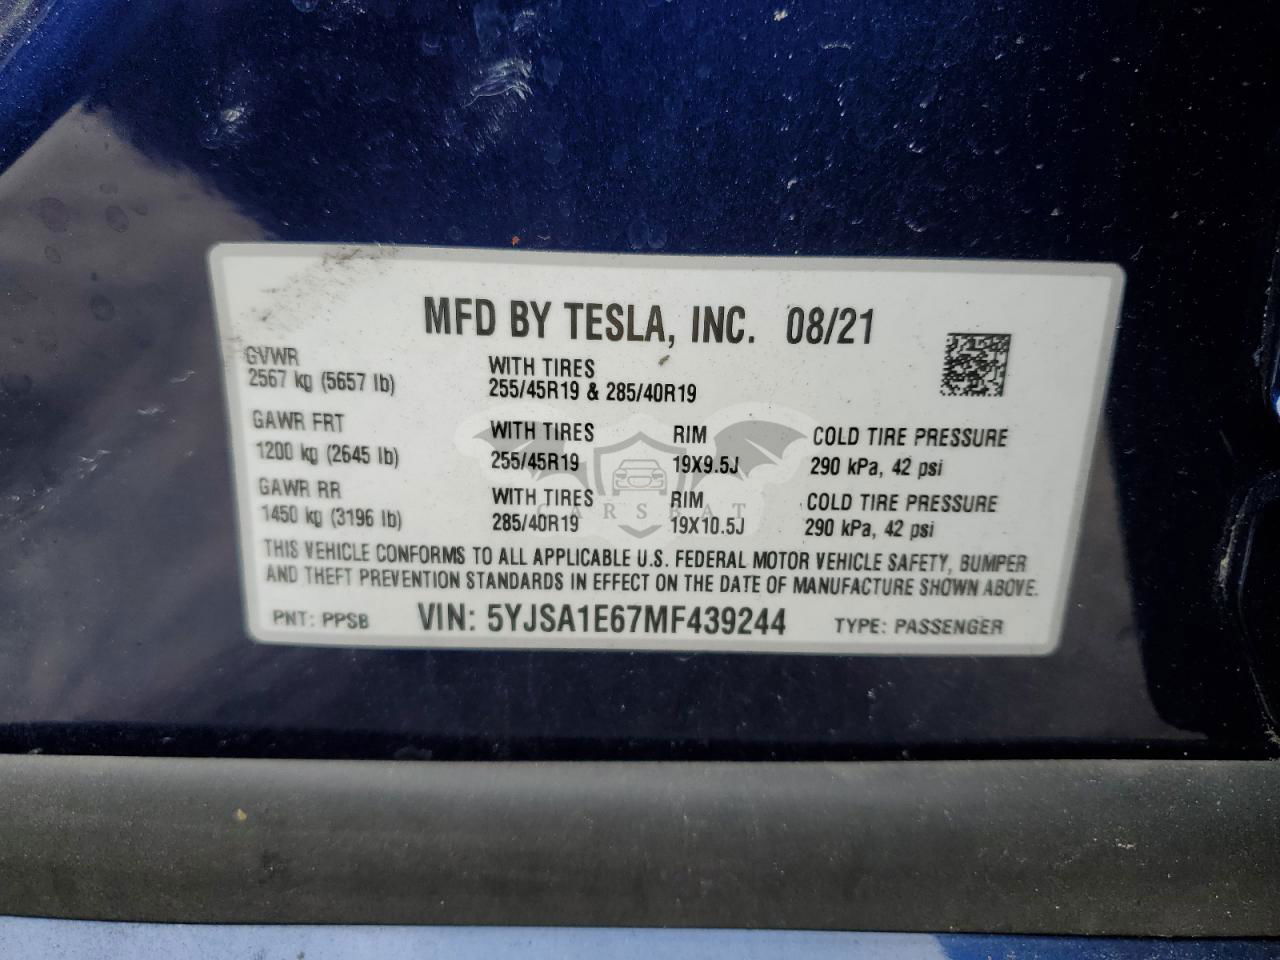 MFD BY TESLA, INC. 08/21
GVWR
2567 kg (5657 lb)
WITH TIRES
255/45R19 & 285/40R19
GAWR FRT
1200 kg (2645 lb)
WITH TIRES
255/45R19
RIM
19X9.5J
COLD TIRE PRESSURE
290 kPa, 42 psi
GAWR RR
1450 kg (3196 lb)
WITH TIRES
285/40R19
RIM
19X10.5J
COLD TIRE PRESSURE
290 kPa, 42 psi
CARSBAT
THIS VEHICLE CONFORMS TO ALL APPLICABLE U.S. FEDERAL MOTOR VEHICLE SAFETY, BUMPER
AND THEFT PREVENTION STANDARDS IN EFFECT ON THE DATE OF MANUFACTURE SHOWN ABOVE.
PNT: PPSB VIN: 5YJSA1E67MF439244 TYPE: PASSENGER